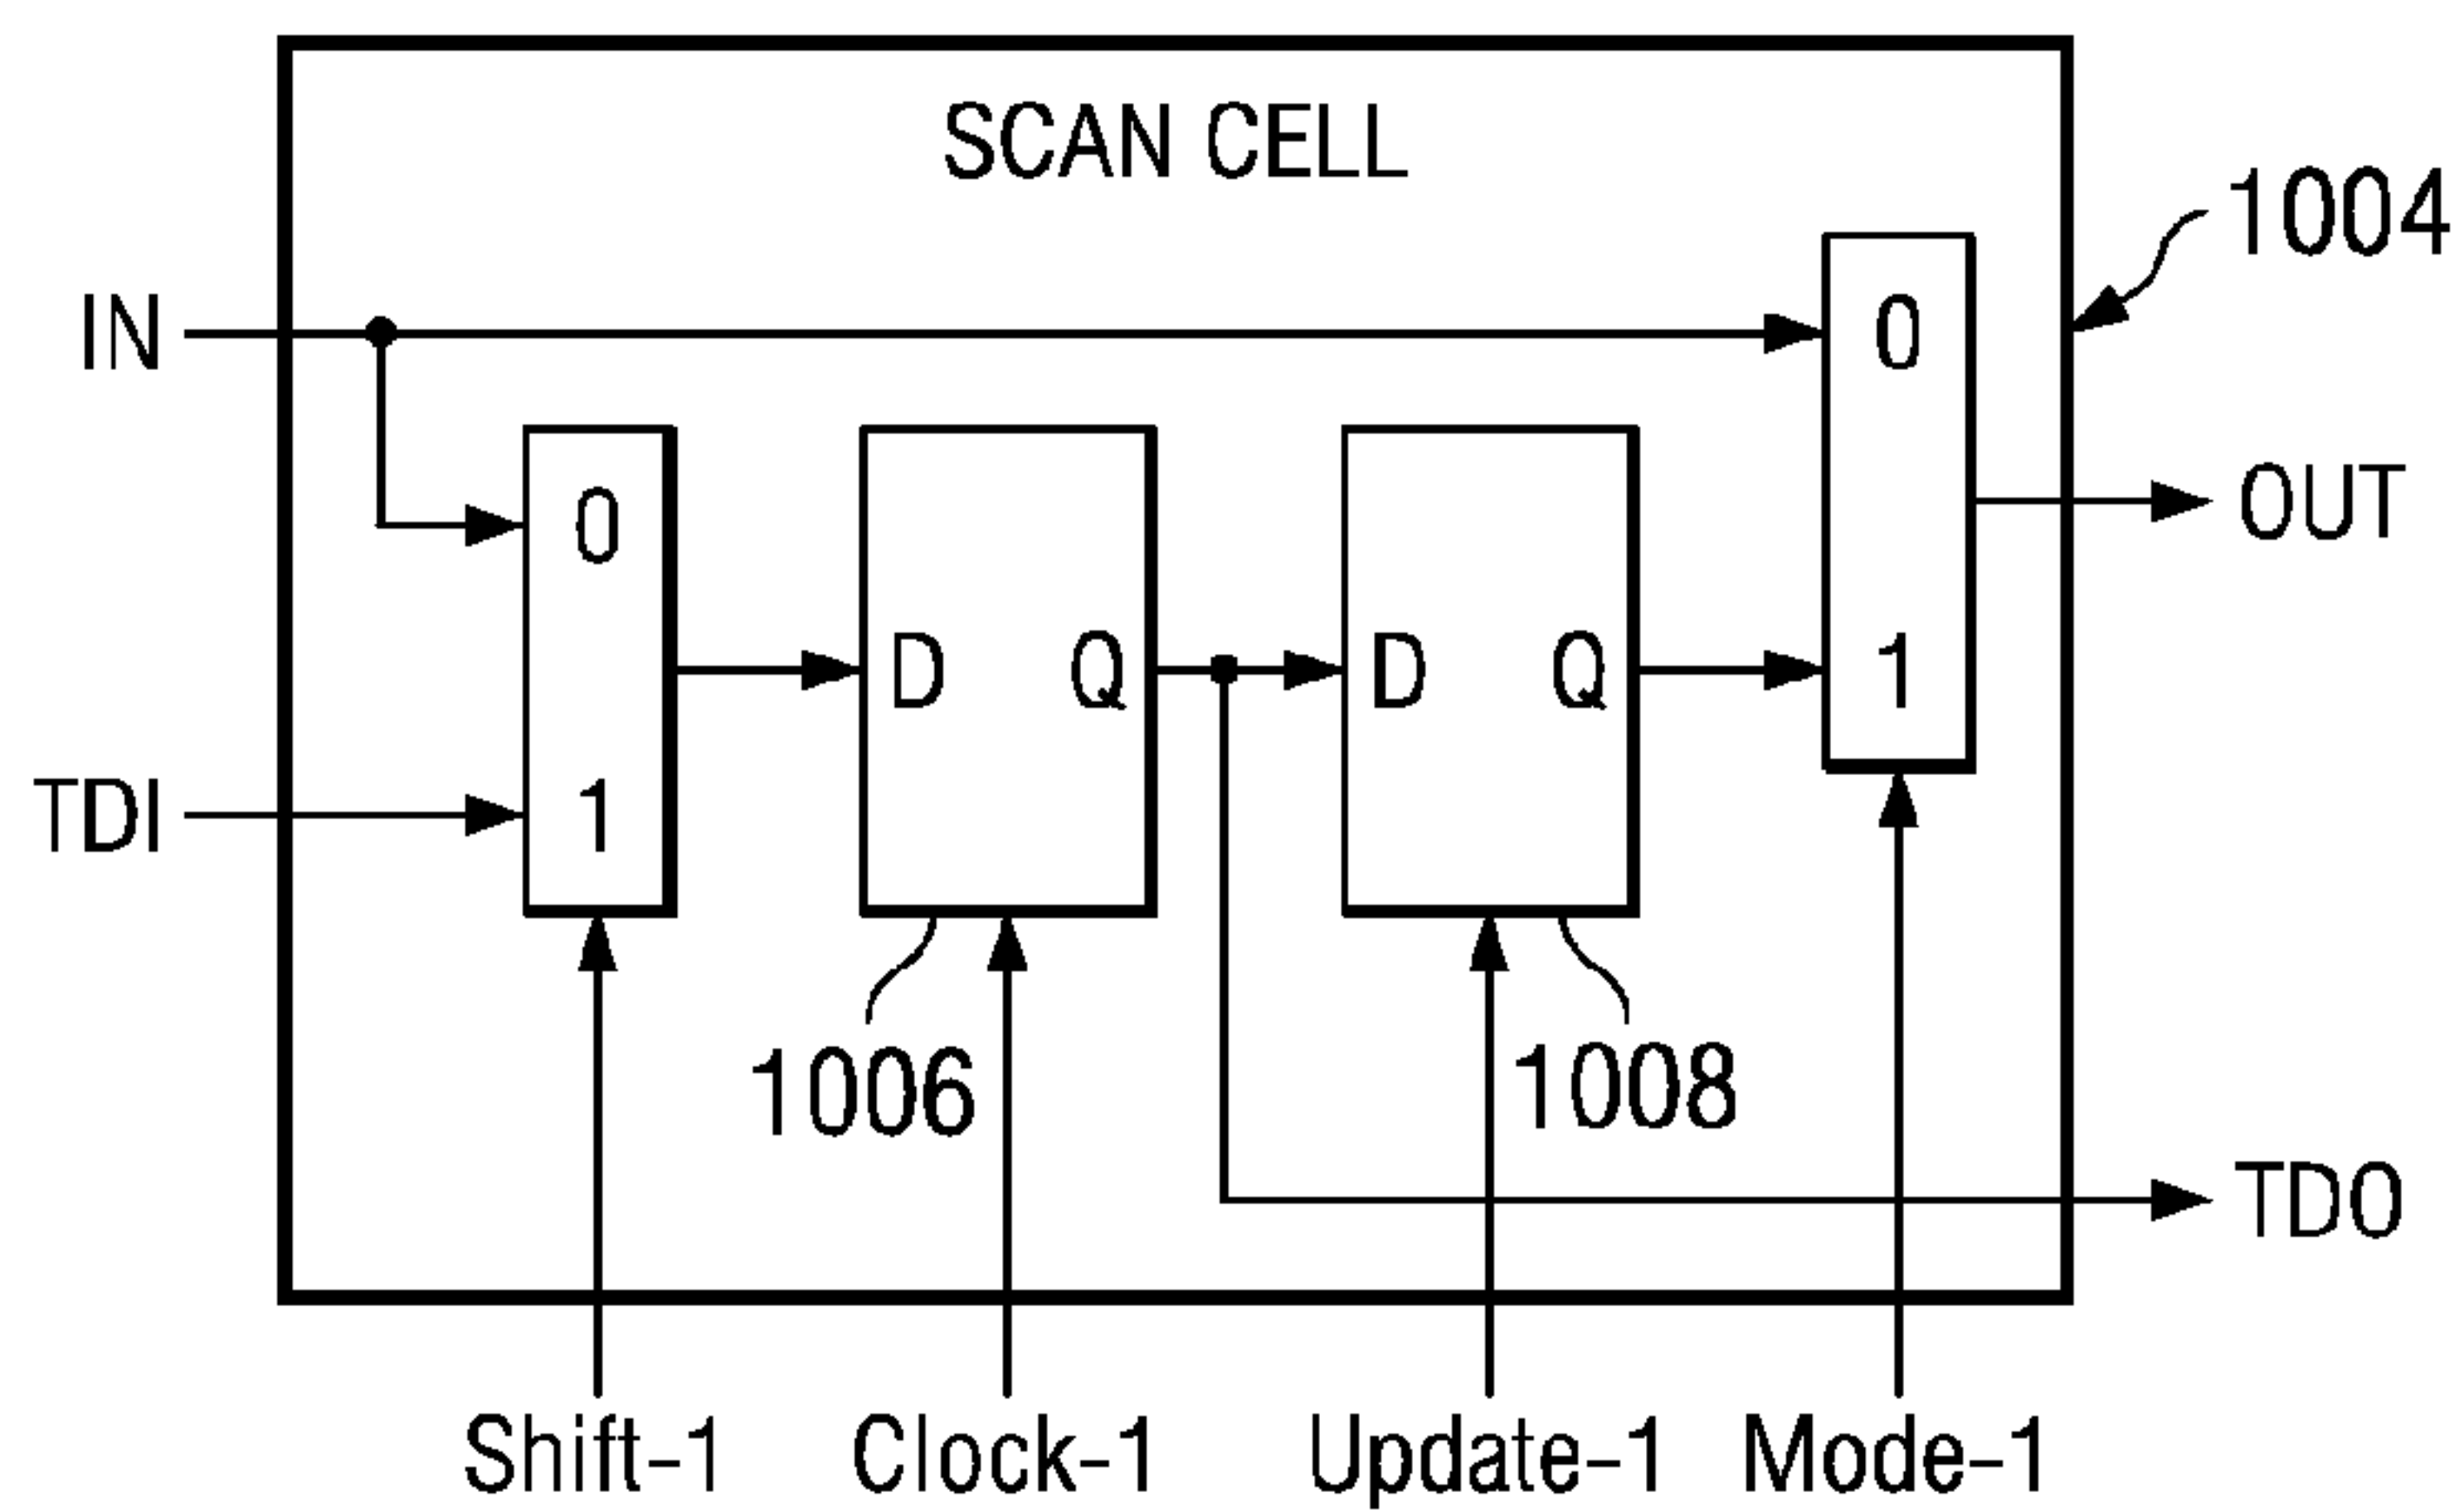 SCAN CELL
1004
IN
0
0
OUT
D Q
D Q
1
TDI
1
1006
1008
TDO
Shift-1
Clock-1
Update-1
Mode-1